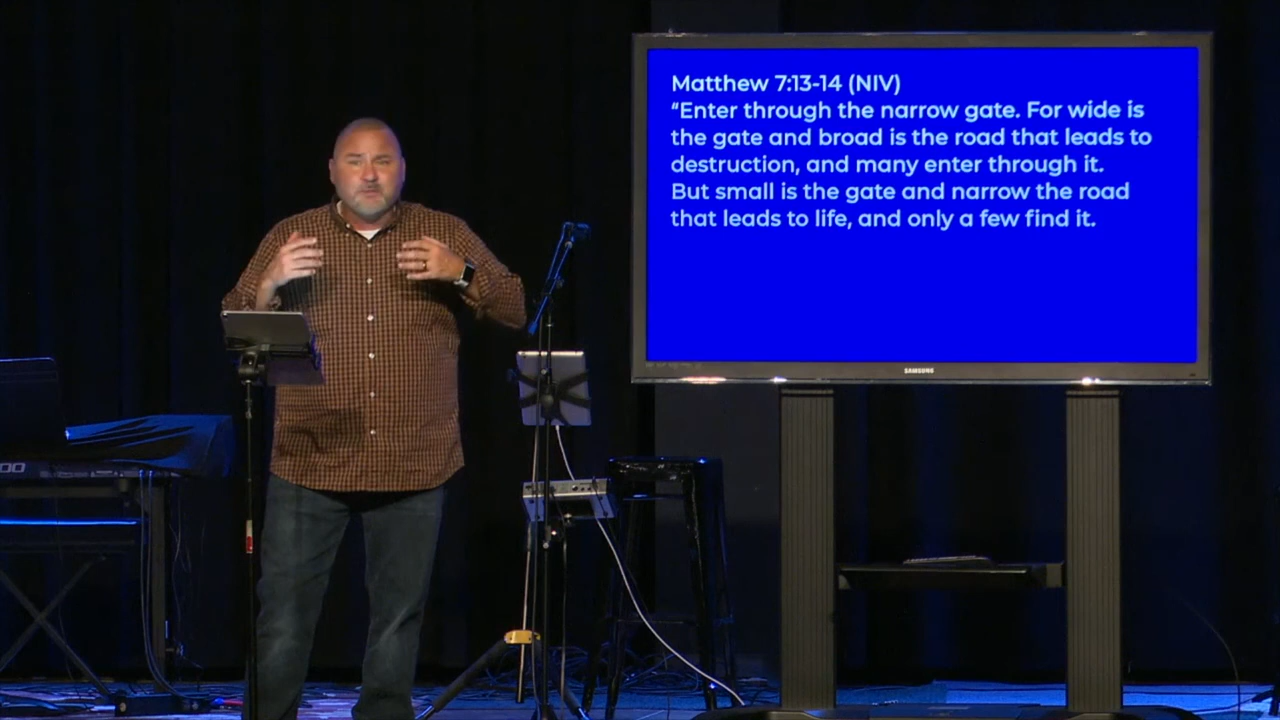 Matthew 7:13-14 (NIV)
“Enter through the narrow gate. For wide is
the gate and broad is the road that leads to
destruction, and many enter through it.
But small is the gate and narrow the road
that leads to life, and only a few find it.
SAMSUNG